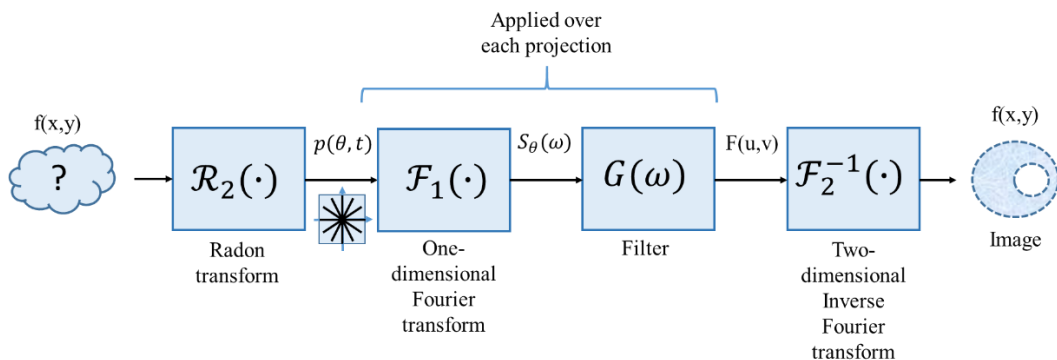 Applied over
each projection
f(x,y)
?
ℛ₂(·)
p(θ, t)
ℱ₁(·)
S_θ(ω)
G(ω)
F(u,v)
ℱ₂⁻¹(·)
f(x,y)
Radon
transform
One-
dimensional
Fourier
transform
Filter
Two-
dimensional
Inverse
Fourier
transform
Image